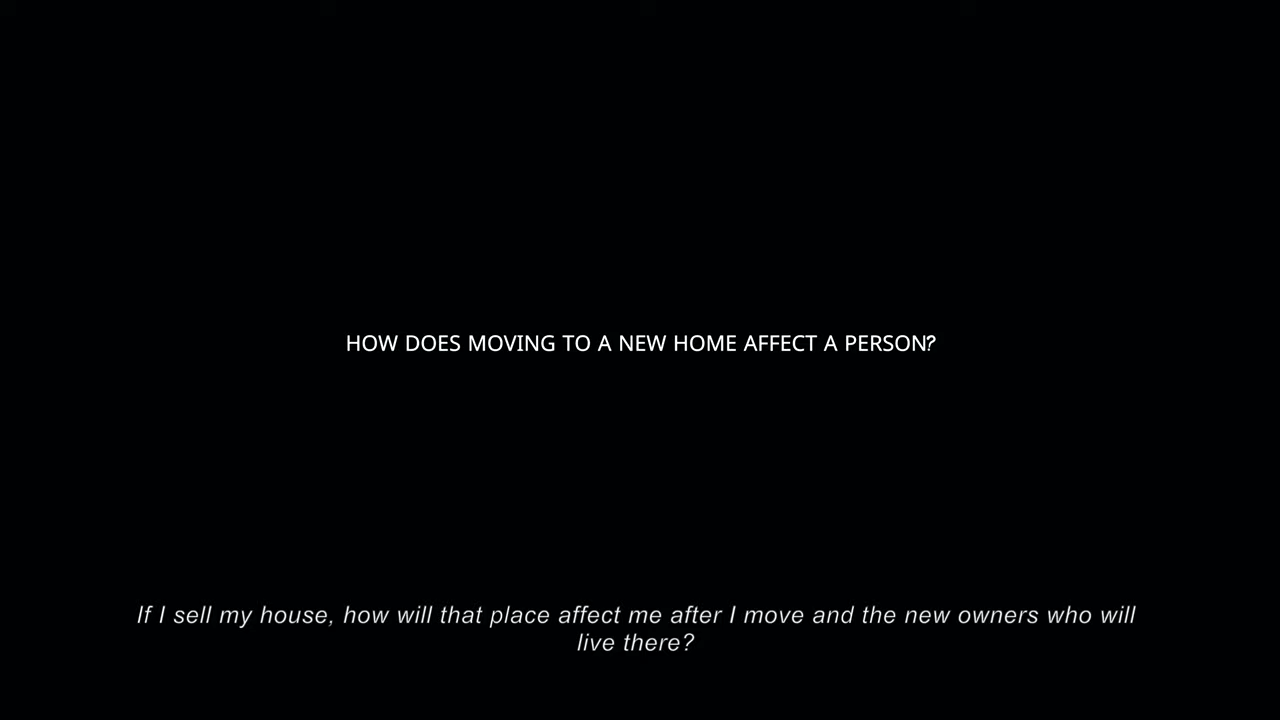 HOW DOES MOVING TO A NEW HOME AFFECT A PERSON?
If I sell my house, how will that place affect me after I move and the new owners who will
live there?